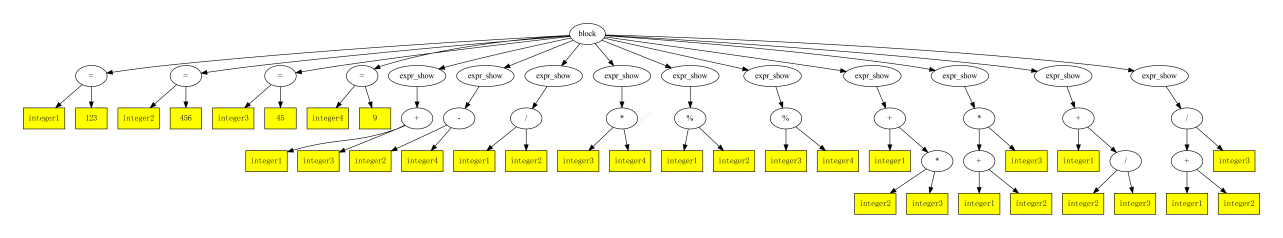 block
= = = = expr_show expr_show expr_show expr_show expr_show expr_show expr_show expr_show expr_show expr_show
integer1 123 integer2 456 integer3 45 integer4 9 + - / * % % + * + /
integer1 integer3 integer2 integer4 integer1 integer2 integer3 integer4 integer1 integer2 integer3 integer4 integer1 * + integer3 integer1 / + integer3
integer2 integer3 integer1 integer2 integer2 integer3 integer1 integer2